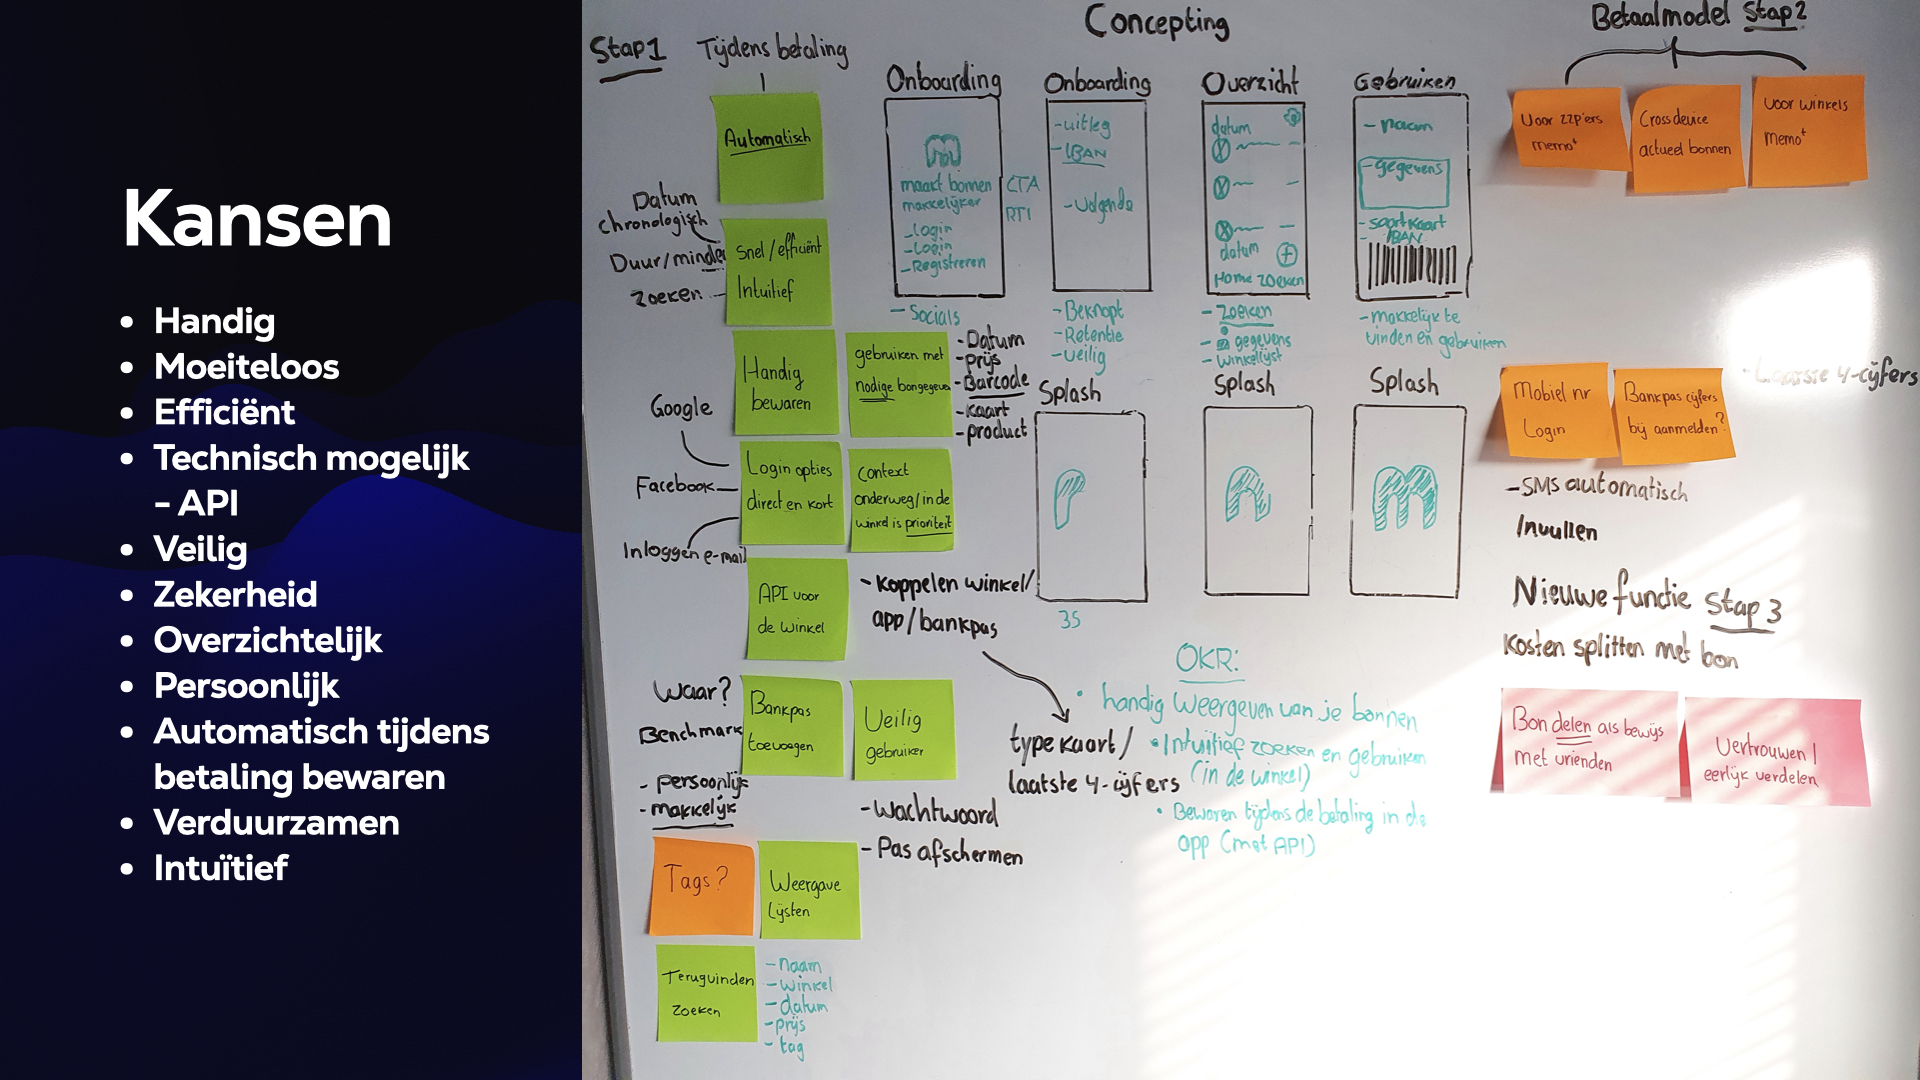 Kansen
• Handig
• Moeiteloos
• Efficiënt
• Technisch mogelijk
– API
• Veilig
• Zekerheid
• Overzichtelijk
• Persoonlijk
• Automatisch tijdens
betaling bewaren
• Verduurzamen
• Intuïtief
Concepting
Stap 1
Tijdens betaling
Automatisch
Datum
chronologisch
Duur/minder
Zoeken
Snel/efficiënt
Intuitief
Handig
bewaren
gebruiken met
nodige bongegeven
- Datum
- prijs
- Barcode
- kaart
- product
Google
Facebook
Inloggen e-mail
Login opties
direct en kort
Context
onderweg/in de
winkel is prioriteit
API voor
de winkel
- Koppelen winkel/
app/bankpas
type kaart/
laatste 4-cijfers
Waar?
Benchmark
- persoonlijk
- makkelijk
Bankpas
toevoegen
Veilig
gebruiker
- Wachtwoord
- Pas afschermen
Tags?
Weergave
Lijsten
Terugvinden
Zoeken
- naam
- winkel
- datum
- prijs
- tag
Onboarding
m
maakt bonnen
makkelijker
- Login
- Login
- Registreren
CTA
RTI
- Socials
Onboarding
- uitleg
- IBAN
- Volgende
- Beknopt
- Retentie
- veilig
Overzicht
datum
datum
Home Zoeken
- Zoeken
- gegevens
- winkellijst
Gebruiken
- naam
- gegevens
- soort kaart
- IBAN
- makkelijk te
vinden en gebruiken
Splash
r
3S
Splash
n
Splash
m
OKR:
• handig weergeven van je bonnen
• Intuitief zoeken en gebruiken
(in de winkel)
• Bewaren tijdens de betaling in de
app (met API)
Betaalmodel Stap 2
Voor zzp'ers
memo+
Crossdevice
actueel bonnen
Voor winkels
Memo+
Mobiel nr
Login
Bankpas cijfers
bij aanmelden?
- Laatste 4-cijfers
- SMS automatisch
Invullen
Nieuwe functie Stap 3
Kosten splitten met bon
Bon delen als bewijs
met vrienden
Vertrouwen /
eerlijk verdelen